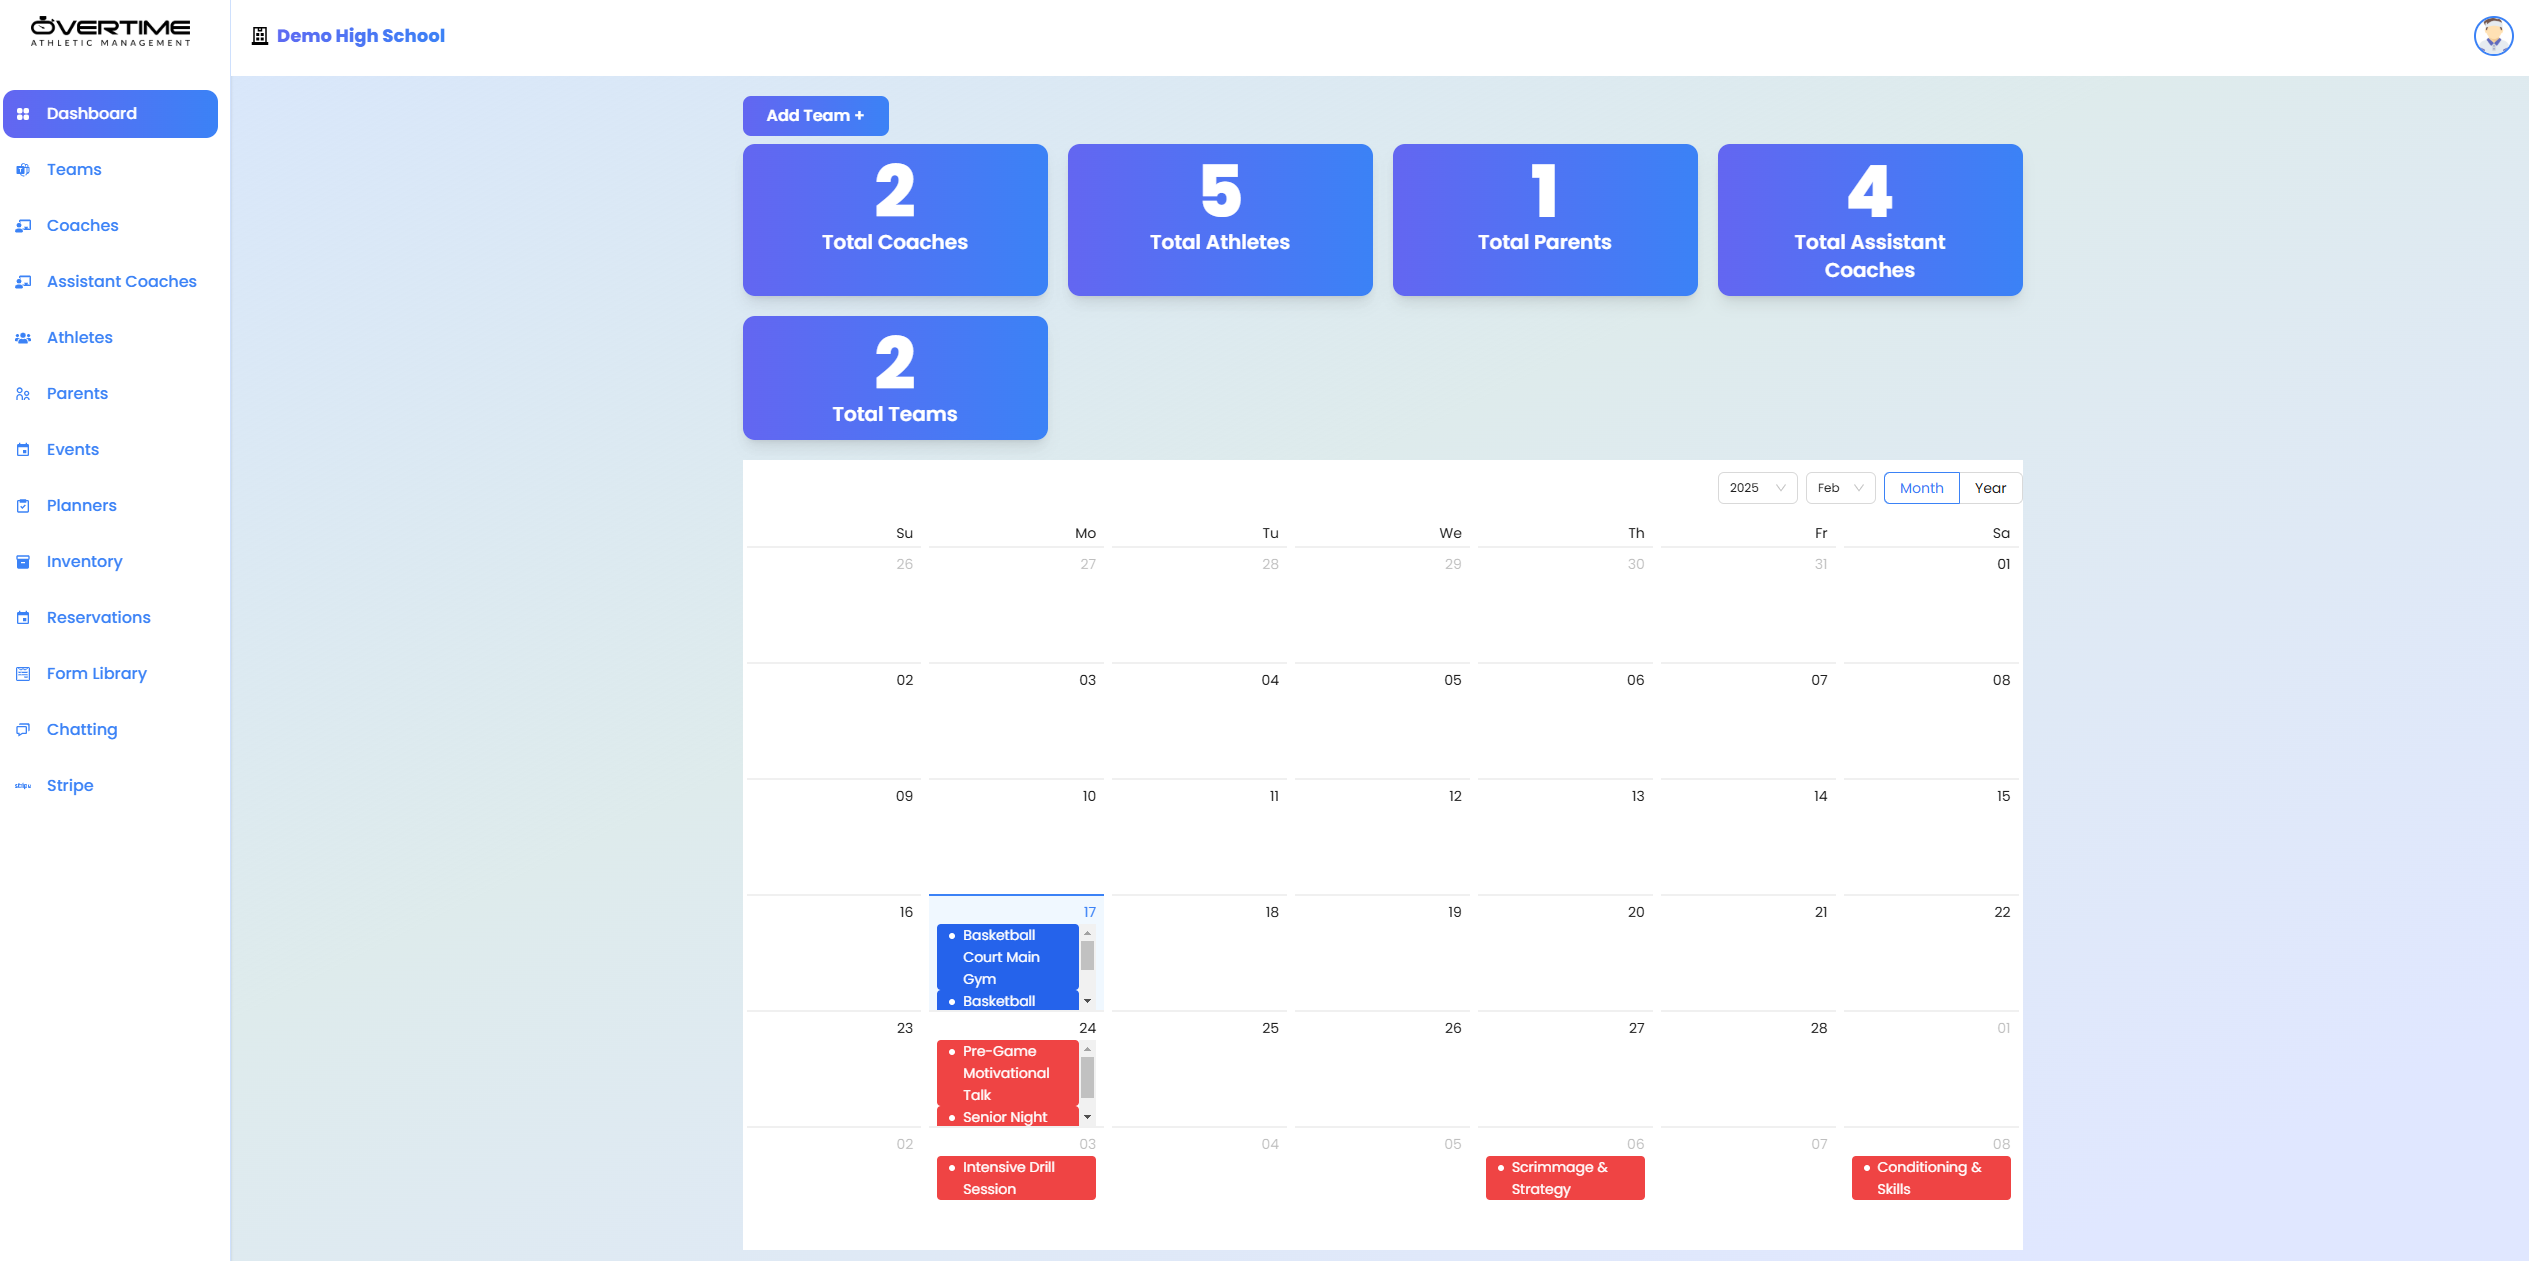 OVERTIME
ATHLETIC MANAGEMENT
Demo High School
Dashboard
Teams
Coaches
Assistant Coaches
Athletes
Parents
Events
Planners
Inventory
Reservations
Form Library
Chatting
stripe Stripe
Add Team +
2
Total Coaches
5
Total Athletes
1
Total Parents
4
Total Assistant
Coaches
2
Total Teams
2025 Feb Month Year
Su Mo Tu We Th Fr Sa
26 27 28 29 30 31 01
02 03 04 05 06 07 08
09 10 11 12 13 14 15
16 17 18 19 20 21 22
Basketball
Court Main
Gym
Basketball
23 24 25 26 27 28 01
Pre-Game
Motivational
Talk
Senior Night
02 03 04 05 06 07 08
Intensive Drill
Session
Scrimmage &
Strategy
Conditioning &
Skills